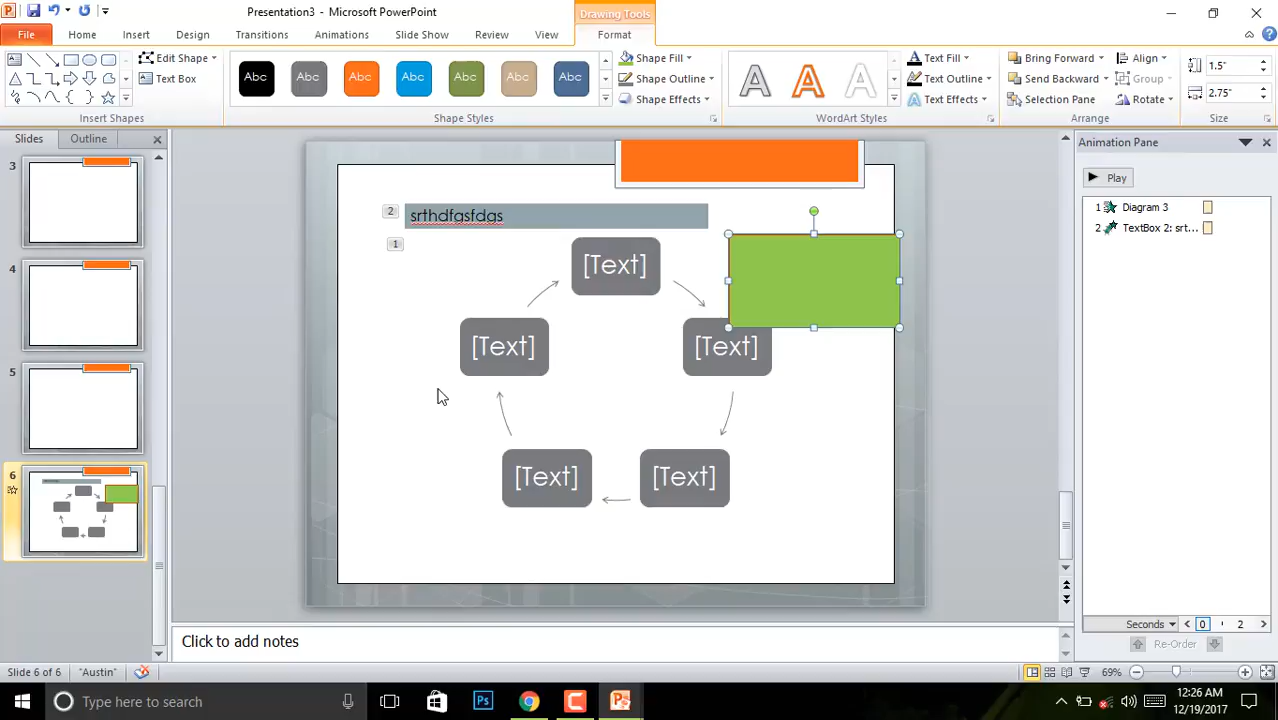 Presentation3 - Microsoft PowerPoint
Drawing Tools
File Home Insert Design Transitions Animations Slide Show Review View Format
Edit Shape
Text Box
Insert Shapes
Abc Abc Abc Abc Abc Abc Abc
Shape Fill
Shape Outline
Shape Effects
Shape Styles
A A A
Text Fill
Text Outline
Text Effects
WordArt Styles
Bring Forward
Send Backward
Selection Pane
Align
Group
Rotate
Arrange
1.5"
2.75"
Size
Slides Outline
3
4
5
6
2
srthdfgsfdgs
1
[Text]
[Text]
[Text]
[Text]
[Text]
Click to add notes
Animation Pane
Play
1 Diagram 3
2 TextBox 2: srt...
Seconds 0 2
Re-Order
Slide 6 of 6 "Austin" 69%
Type here to search
Ps
12:26 AM
12/19/2017